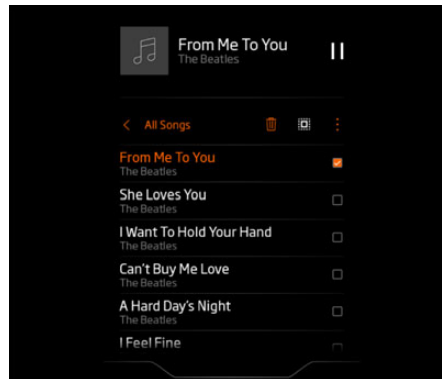 From Me To You
The Beatles
All Songs
From Me To You
The Beatles
She Loves You
The Beatles
I Want To Hold Your Hand
The Beatles
Can't Buy Me Love
The Beatles
A Hard Day's Night
The Beatles
I Feel Fine